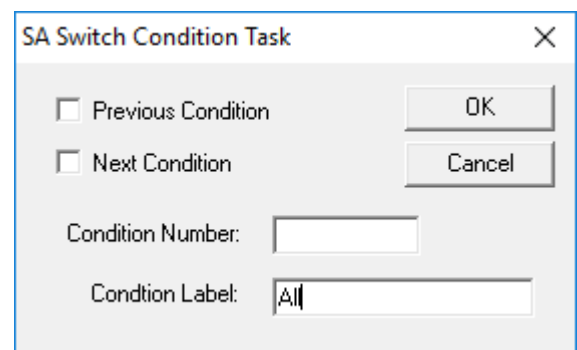 SA Switch Condition Task
Previous Condition
OK
Next Condition
Cancel
Condition Number:
Condtion Label: All